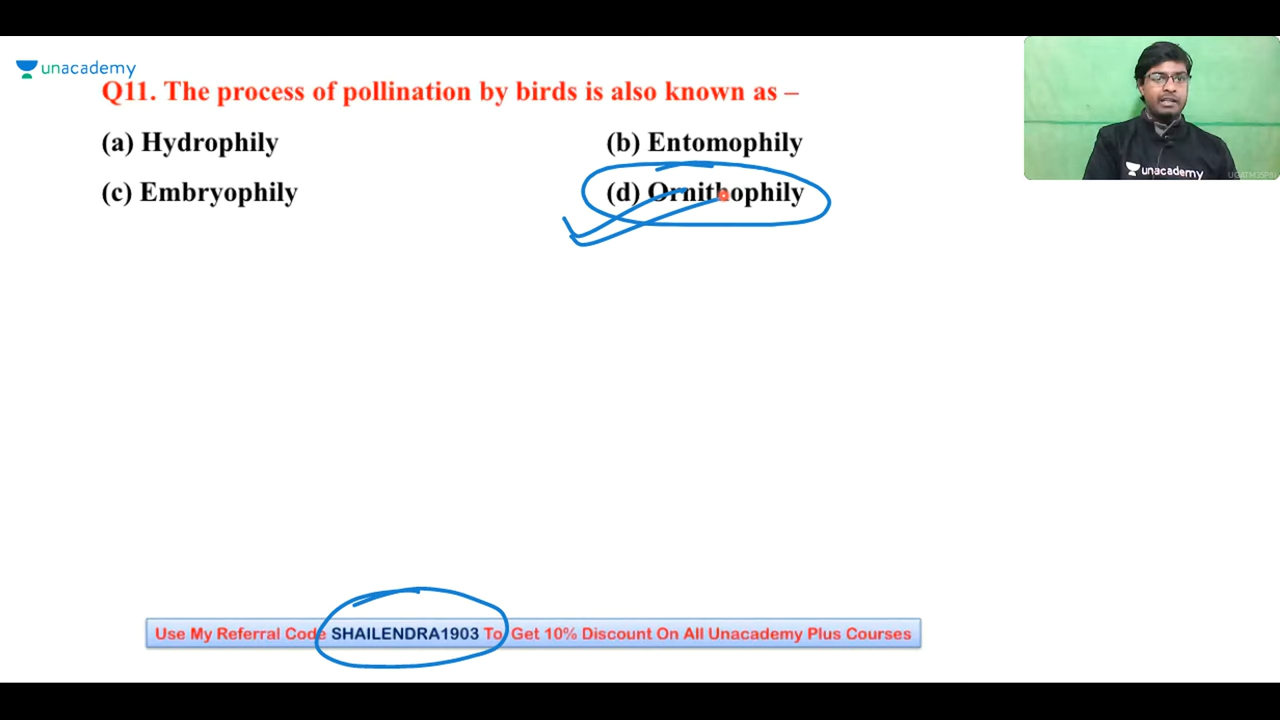 unacademy
Q11. The process of pollination by birds is also known as –
(a) Hydrophily
(b) Entomophily
(c) Embryophily
(d) Ornithophily
unacademy
Use My Referral Code SHAILENDRA1903 To Get 10% Discount On All Unacademy Plus Courses